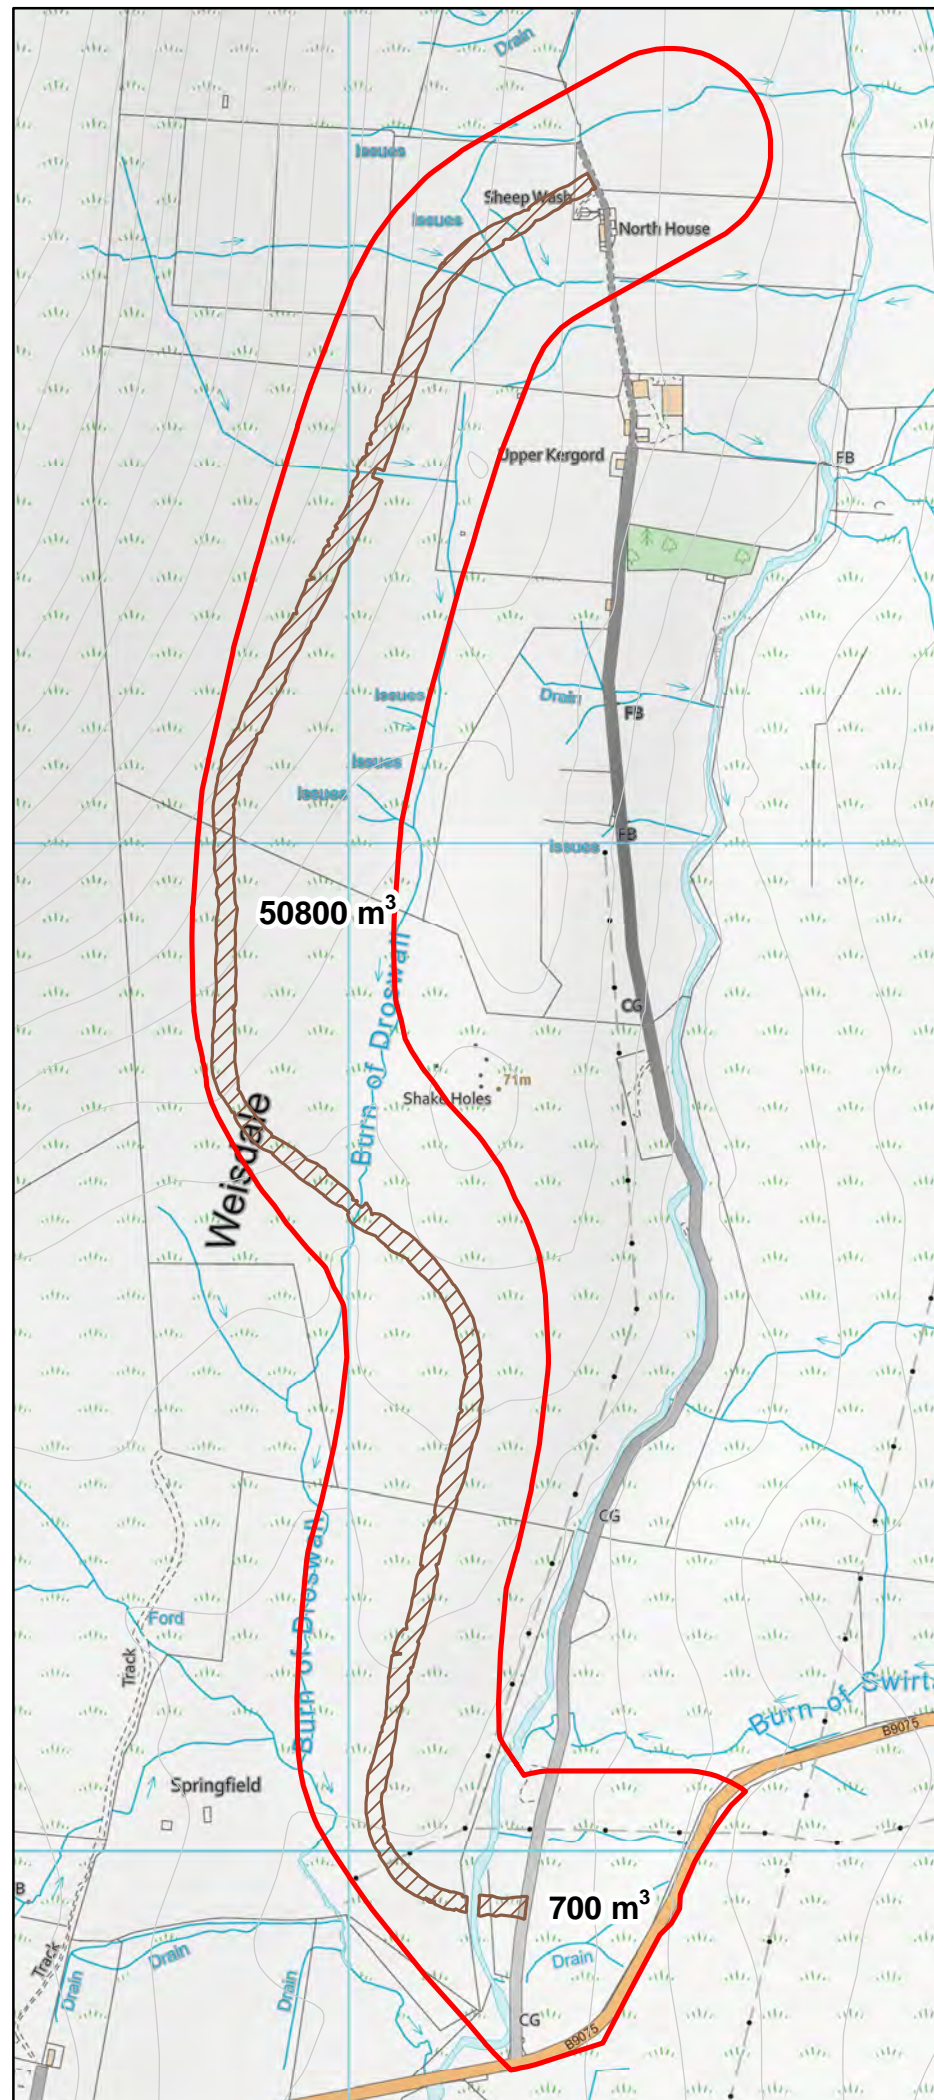 Drain
Issues
Sheep Wash
Issues
North House
Upper Kergord
FB
Issues
Drain
FB
Issues
Issues
FB
Issues
50800 m³
Burn of Droswall
CG
71m
Shake Holes
Weisdale
CG
Burn of Droswall
Ford
Track
Burn of Swirt
B9075
Springfield
B
700 m³
Track
Drain
Drain
Drain
Drain
CG
B9075